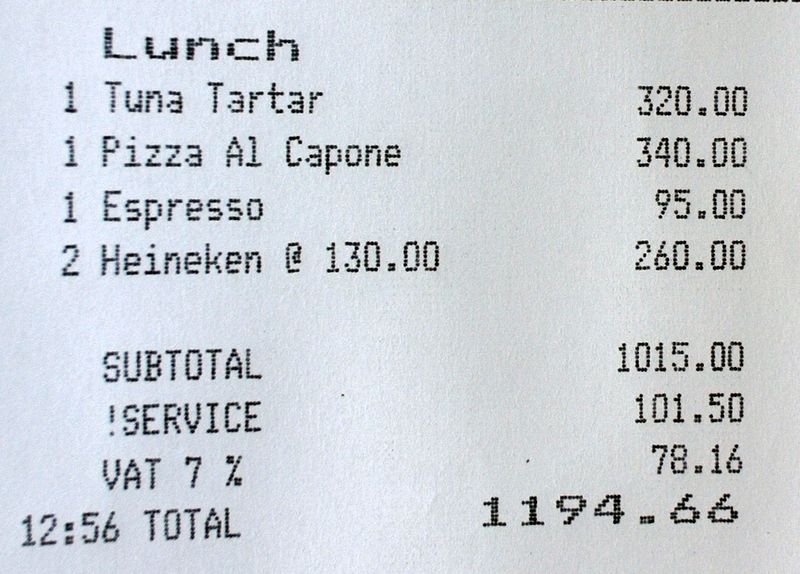 Lunch
1 Tuna Tartar 320.00
1 Pizza Al Capone 340.00
1 Espresso 95.00
2 Heineken @ 130.00 260.00
SUBTOTAL 1015.00
!SERVICE 101.50
VAT 7 % 78.16
12:56 TOTAL 1194.66